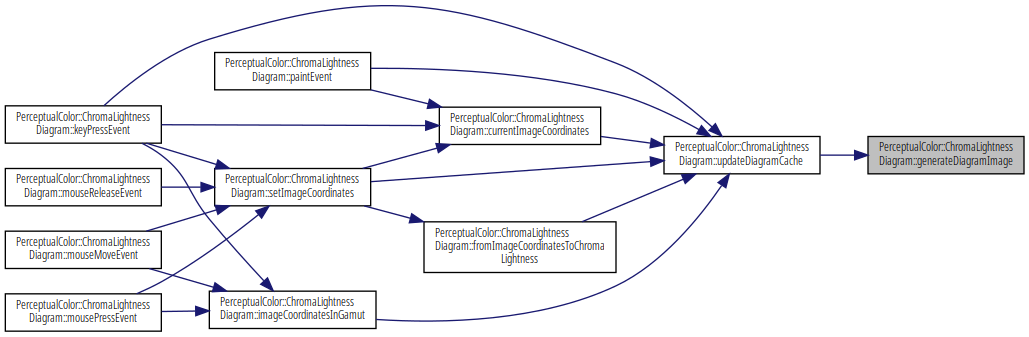 PerceptualColor::ChromaLightness
Diagram::paintEvent
PerceptualColor::ChromaLightness
Diagram::keyPressEvent
PerceptualColor::ChromaLightness
Diagram::currentImageCoordinates
PerceptualColor::ChromaLightness
Diagram::updateDiagramCache
PerceptualColor::ChromaLightness
Diagram::generateDiagramImage
PerceptualColor::ChromaLightness
Diagram::mouseReleaseEvent
PerceptualColor::ChromaLightness
Diagram::setImageCoordinates
PerceptualColor::ChromaLightness
Diagram::mouseMoveEvent
PerceptualColor::ChromaLightness
Diagram::fromImageCoordinatesToChroma
Lightness
PerceptualColor::ChromaLightness
Diagram::mousePressEvent
PerceptualColor::ChromaLightness
Diagram::imageCoordinatesInGamut